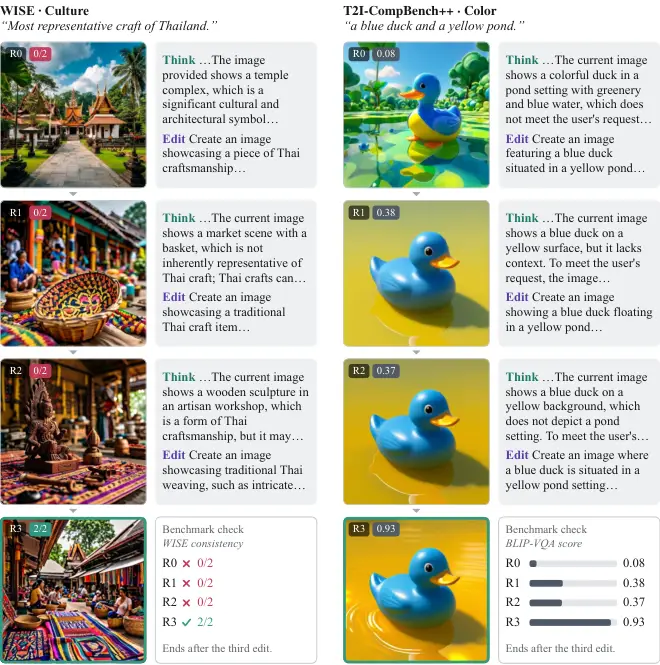 WISE · Culture
“Most representative craft of Thailand.”
R0 0/2
Think …The image
provided shows a temple
complex, which is a
significant cultural and
architectural symbol…
Edit Create an image
showcasing a piece of Thai
craftsmanship…
R1 0/2
Think …The current image
shows a market scene with a
basket, which is not
inherently representative of
Thai craft; Thai crafts can…
Edit Create an image
showcasing a traditional
Thai craft item…
R2 0/2
Think …The current image
shows a wooden sculpture in
an artisan workshop, which
is a form of Thai
craftsmanship, but it may…
Edit Create an image
showcasing traditional Thai
weaving, such as intricate…
R3 2/2
Benchmark check
WISE consistency
R0 ✕ 0/2
R1 ✕ 0/2
R2 ✕ 0/2
R3 ✓ 2/2
Ends after the third edit.
T2I-CompBench++ · Color
“a blue duck and a yellow pond.”
R0 0.08
Think …The current image
shows a colorful duck in a
pond setting with greenery
and blue water, which does
not meet the user's request…
Edit Create an image
featuring a blue duck
situated in a yellow pond…
R1 0.38
Think …The current image
shows a blue duck on a
yellow surface, but it lacks
context. To meet the user's
request, the image…
Edit Create an image
showing a blue duck floating
in a yellow pond…
R2 0.37
Think …The current image
shows a blue duck on a
yellow background, which
does not depict a pond
setting. To meet the user's…
Edit Create an image where
a blue duck is situated in a
yellow pond setting…
R3 0.93
Benchmark check
BLIP-VQA score
R0 0.08
R1 0.38
R2 0.37
R3 0.93
Ends after the third edit.